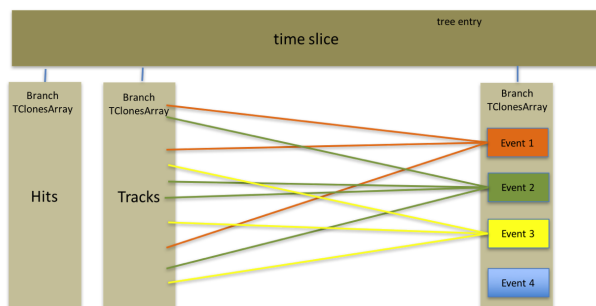 tree entry
time slice
Branch
TClonesArray
Hits
Branch
TClonesArray
Tracks
Branch
TClonesArray
Event 1
Event 2
Event 3
Event 4